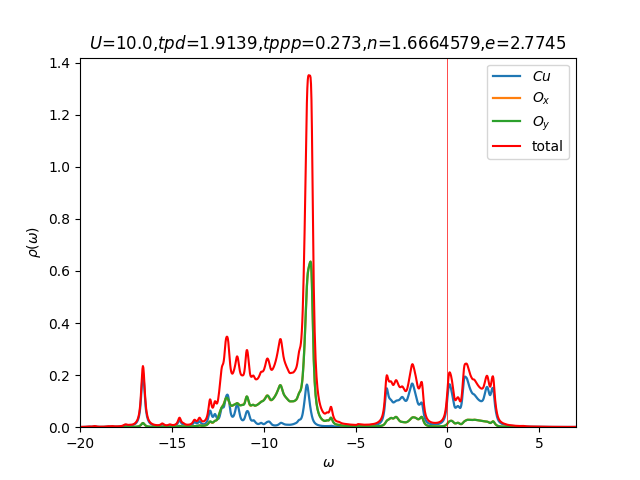 U=10.0,tpd=1.9139,tppp=0.273,n=1.6664579,e=2.7745
1.4
1.2
1.0
0.8
0.6
0.4
0.2
0.0
ρ(ω)
Cu
Oₓ
O_y
total
−20 −15 −10 −5 0 5
ω